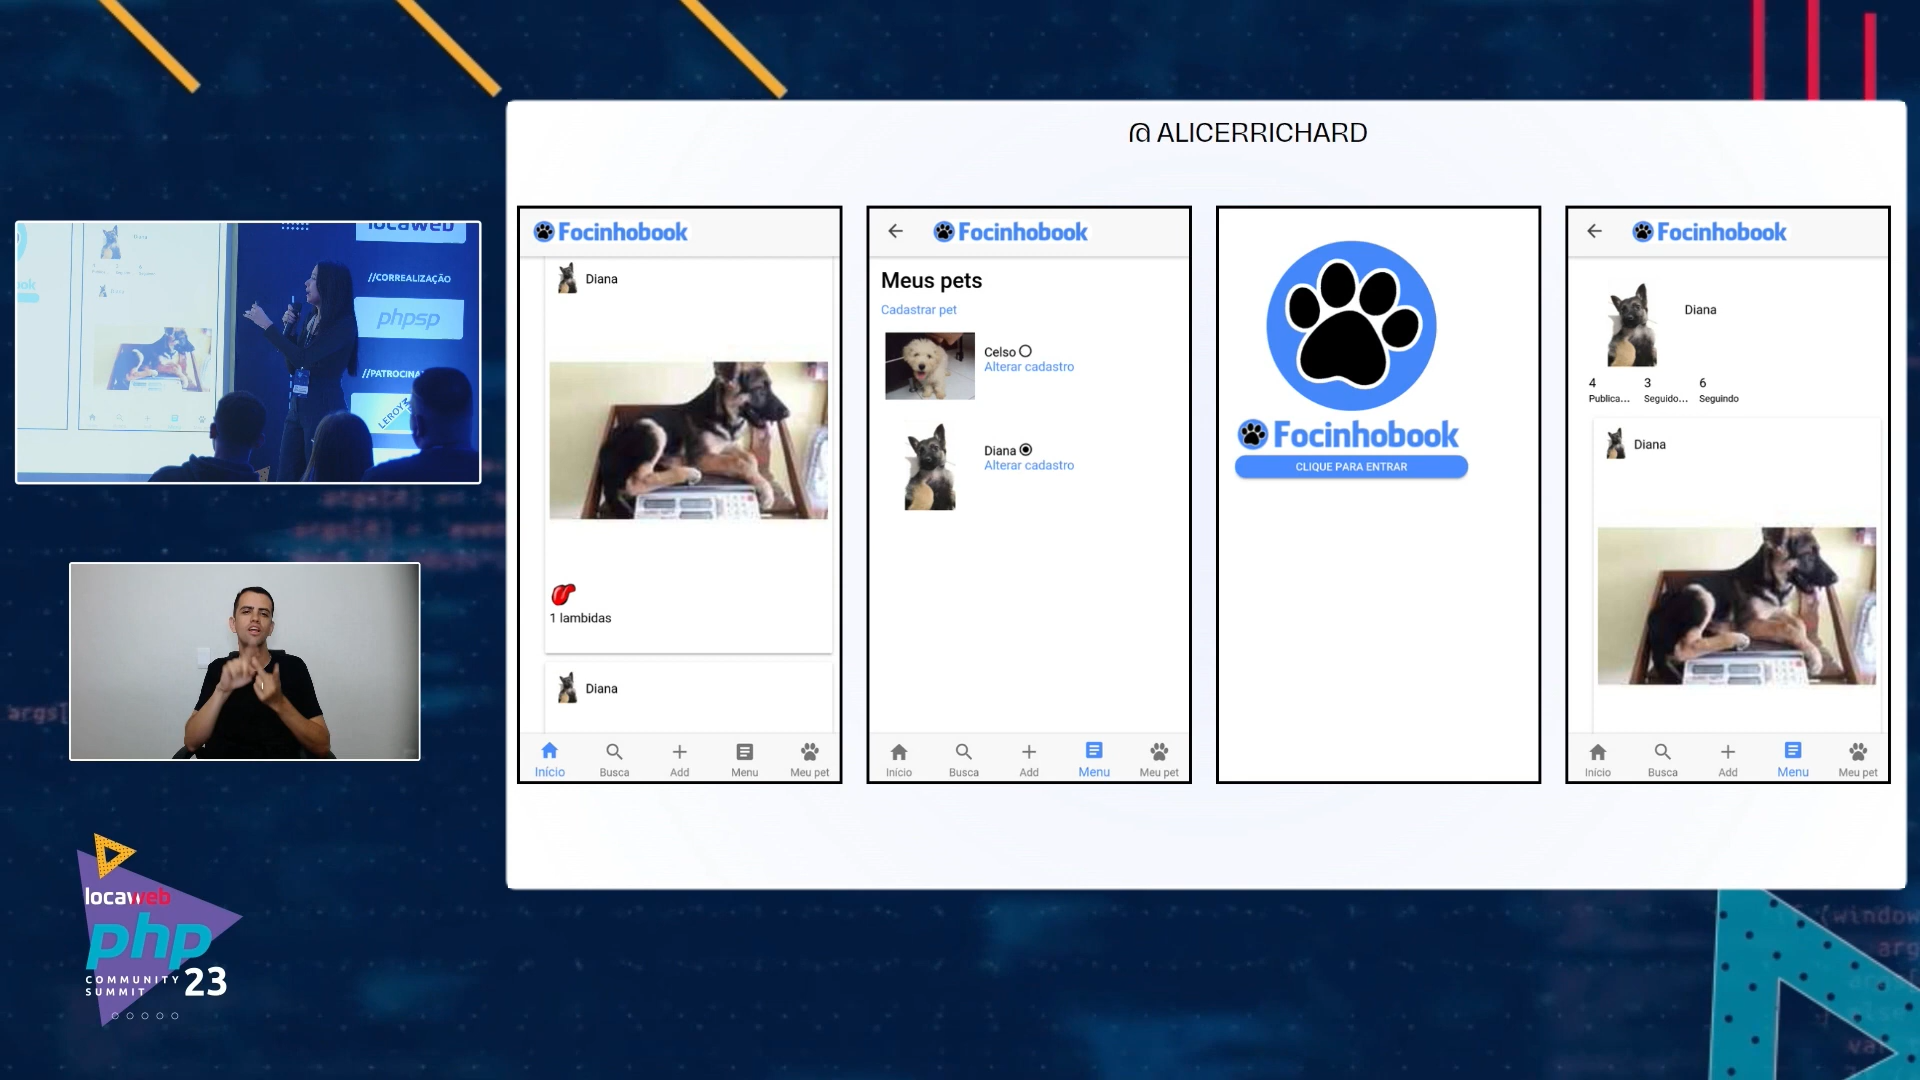 @ ALICERRICHARD
Focinhobook
Diana
1 lambidas
Diana
Início
Busca
Add
Menu
Meu pet
Focinhobook
Meus pets
Cadastrar pet
Celso
Alterar cadastro
Diana
Alterar cadastro
Início
Busca
Add
Menu
Meu pet
Focinhobook
CLIQUE PARA ENTRAR
Focinhobook
Diana
4
3
6
Publica...
Seguido...
Seguindo
Diana
Início
Busca
Add
Menu
Meu pet
locaweb
//CORREALIZAÇÃO
phpsp
//PATROCINA
LEROY
locaweb
php
COMMUNITY
SUMMIT 23